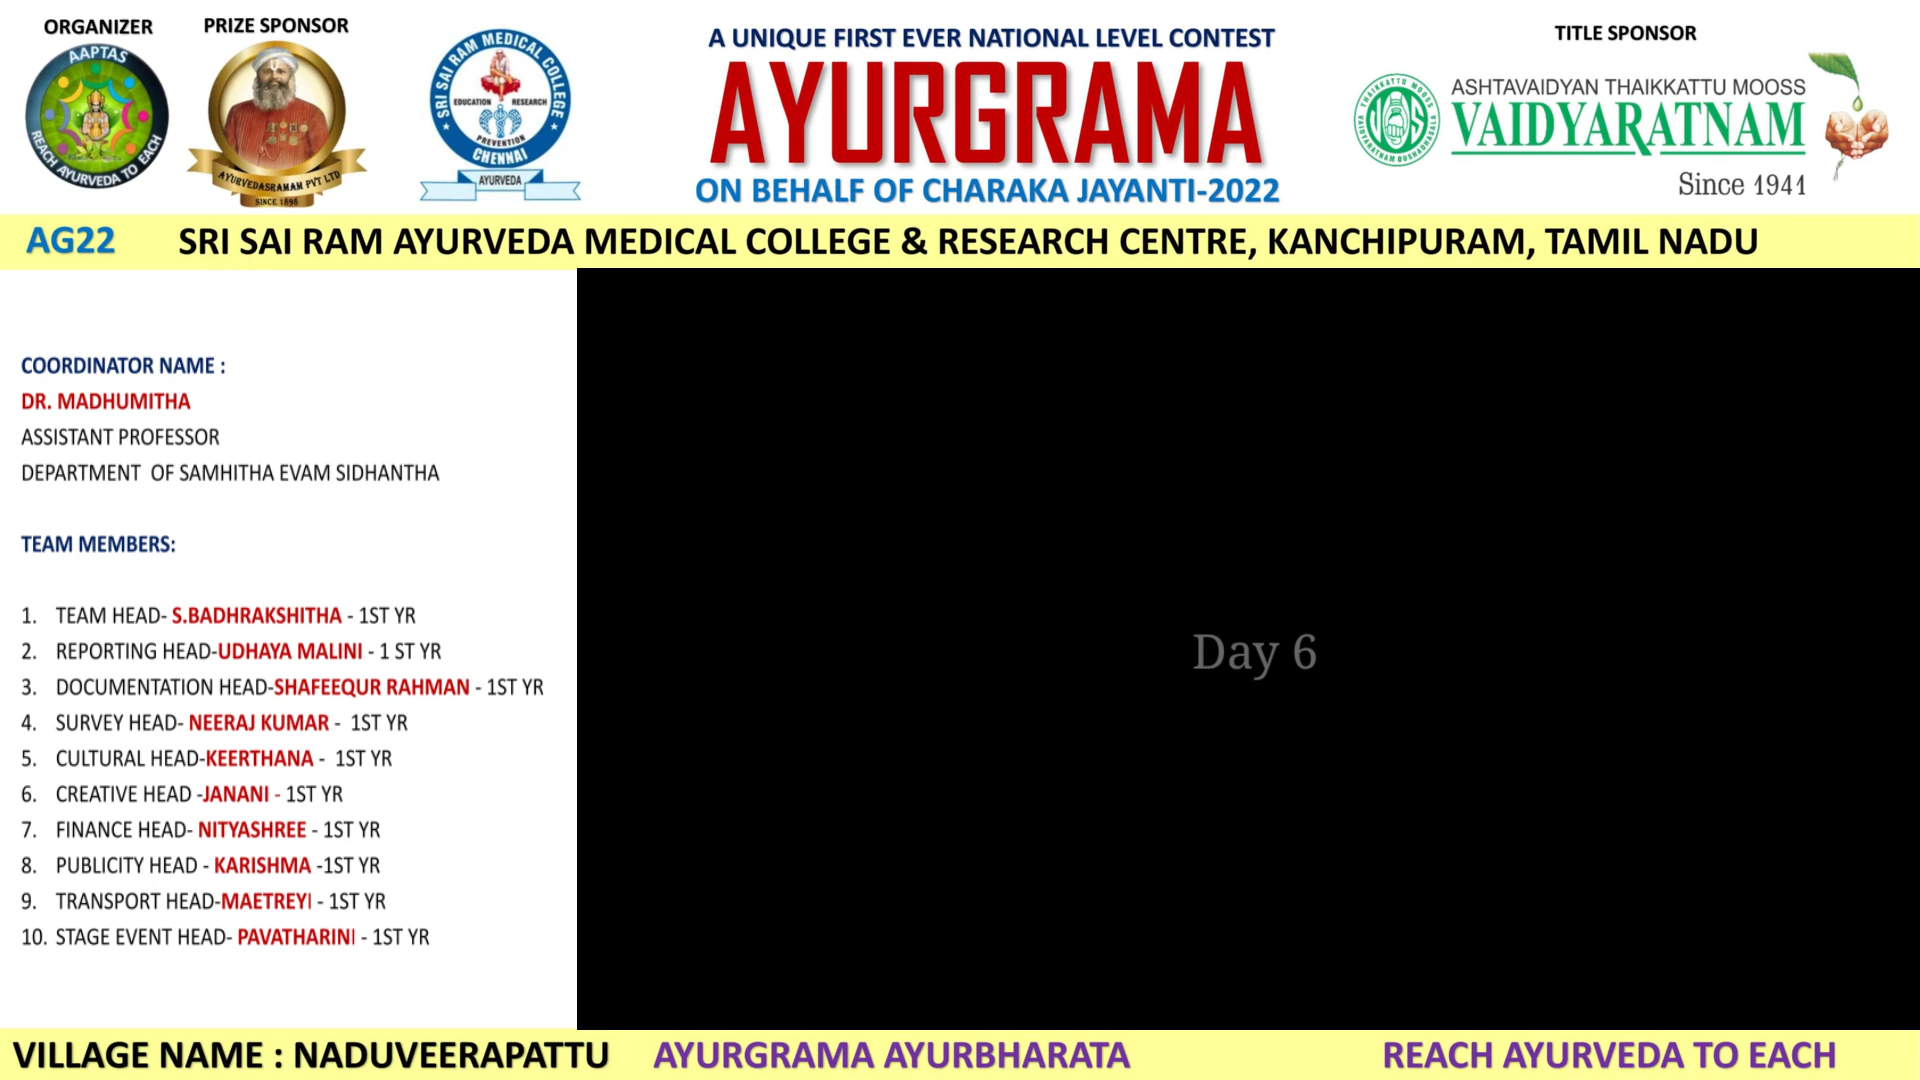 ORGANIZER
PRIZE SPONSOR
TITLE SPONSOR
AAPTAS
REACH AYURVEDA TO EACH
AYURVEDASRAMAM PVT LTD
SINCE 1898
SRI SAI RAM MEDICAL COLLEGE
EDUCATION RESEARCH
PREVENTION
CHENNAI
AYURVEDA
A UNIQUE FIRST EVER NATIONAL LEVEL CONTEST
AYURGRAMA
ON BEHALF OF CHARAKA JAYANTI-2022
THAIKKATTU MOOSS
VAIDYARATNAM OUSHADHASALA
ASHTAVAIDYAN THAIKKATTU MOOSS
VAIDYARATNAM
Since 1941
AG22 SRI SAI RAM AYURVEDA MEDICAL COLLEGE & RESEARCH CENTRE, KANCHIPURAM, TAMIL NADU
COORDINATOR NAME :
DR. MADHUMITHA
ASSISTANT PROFESSOR
DEPARTMENT OF SAMHITHA EVAM SIDHANTHA
TEAM MEMBERS:
1. TEAM HEAD- S.BADHRAKSHITHA - 1ST YR
2. REPORTING HEAD-UDHAYA MALINI - 1 ST YR
3. DOCUMENTATION HEAD-SHAFEEQUR RAHMAN - 1ST YR
4. SURVEY HEAD- NEERAJ KUMAR - 1ST YR
5. CULTURAL HEAD-KEERTHANA - 1ST YR
6. CREATIVE HEAD -JANANI - 1ST YR
7. FINANCE HEAD- NITYASHREE - 1ST YR
8. PUBLICITY HEAD - KARISHMA -1ST YR
9. TRANSPORT HEAD-MAETREYI - 1ST YR
10. STAGE EVENT HEAD- PAVATHARINI - 1ST YR
Day 6
VILLAGE NAME : NADUVEERAPATTU AYURGRAMA AYURBHARATA REACH AYURVEDA TO EACH